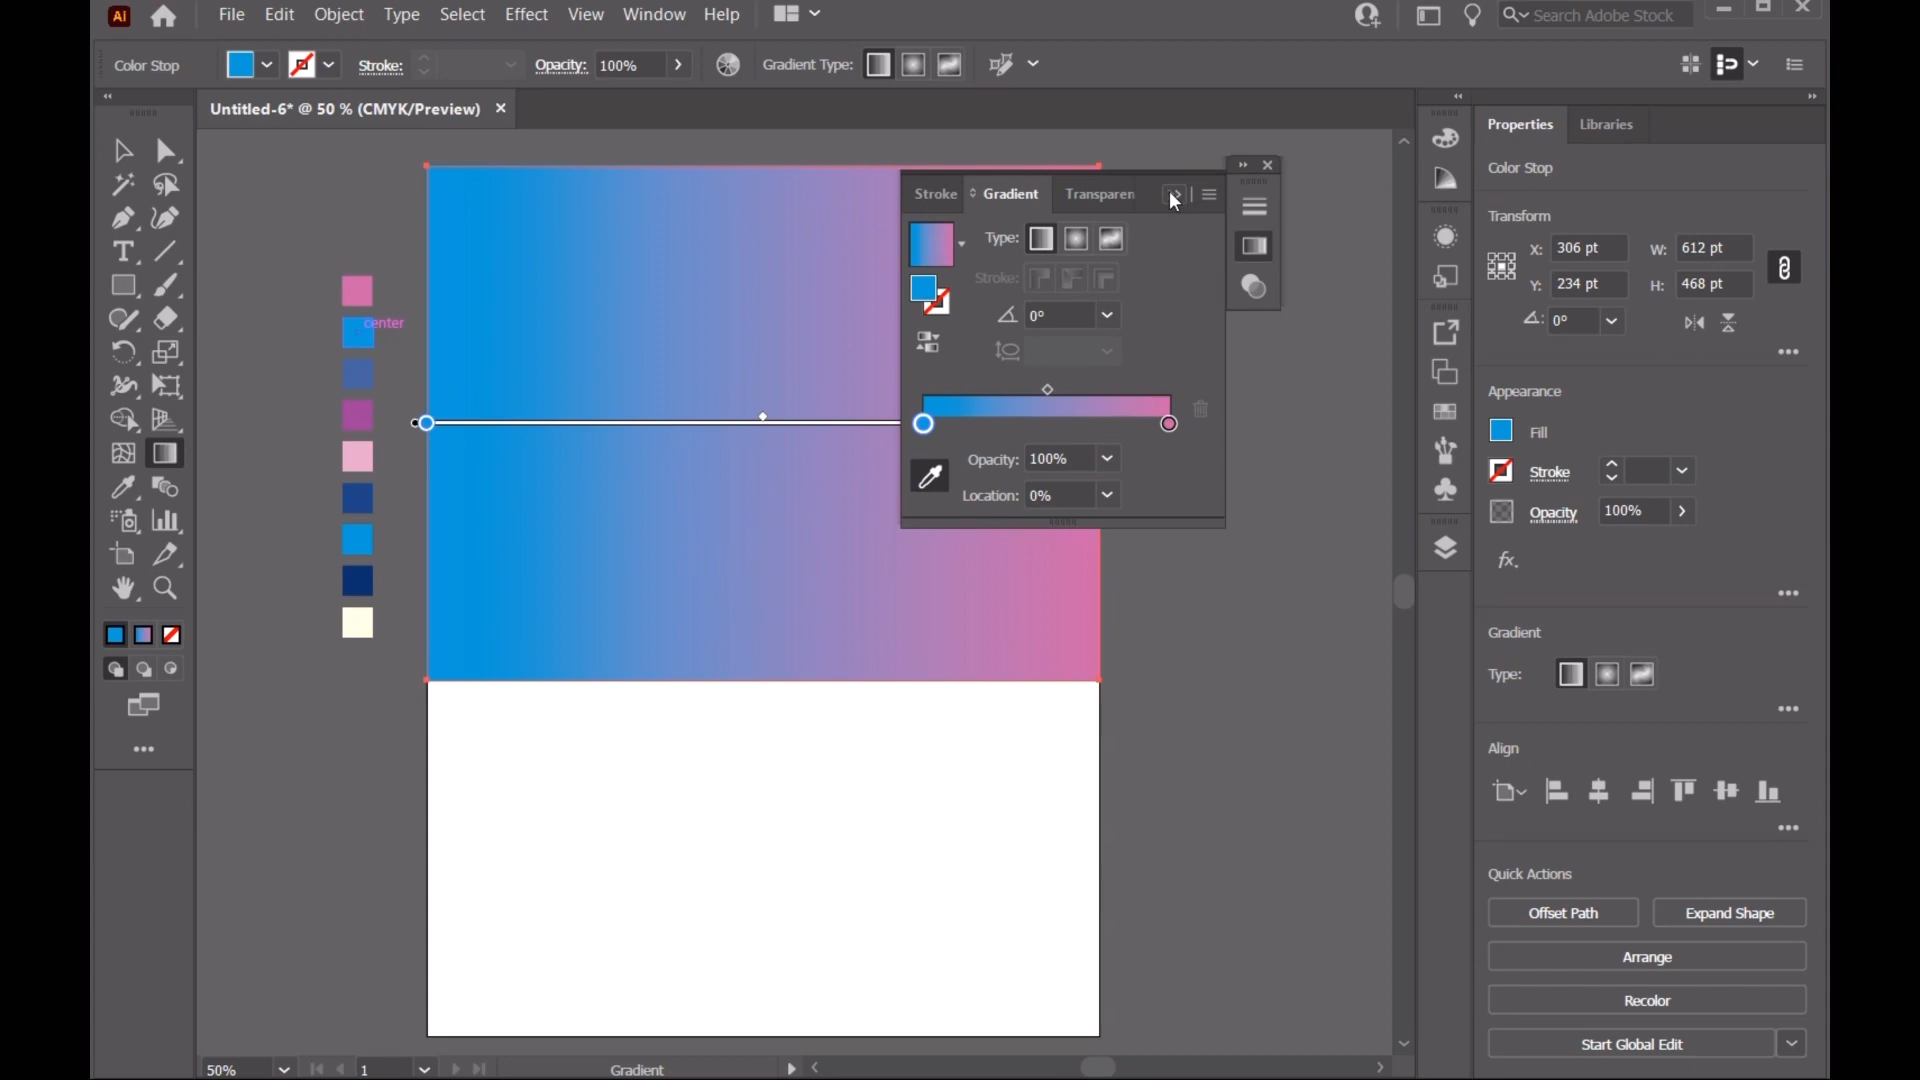 Ai File Edit Object Type Select Effect View Window Help Search Adobe Stock
Color Stop Stroke: Opacity: 100% Gradient Type:
Untitled-6* @ 50 % (CMYK/Preview)
Properties Libraries
Color Stop
Stroke Gradient Transparen
Transform
Type:
X: 306 pt W: 612 pt
Stroke:
Y: 234 pt H: 468 pt
0°
0°
center
Appearance
Fill
Opacity: 100%
Stroke
Location: 0%
Opacity 100%
fx.
Gradient
Type:
Align
Quick Actions
Offset Path Expand Shape
Arrange
Recolor
Start Global Edit
50% 1 Gradient